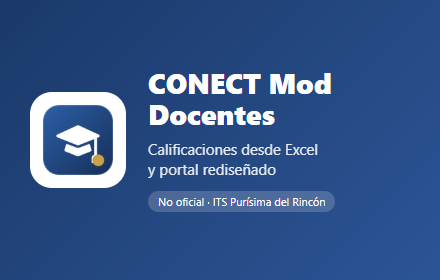 CONECT Mod
Docentes
Calificaciones desde Excel
y portal rediseñado
No oficial · ITS Purísima del Rincón